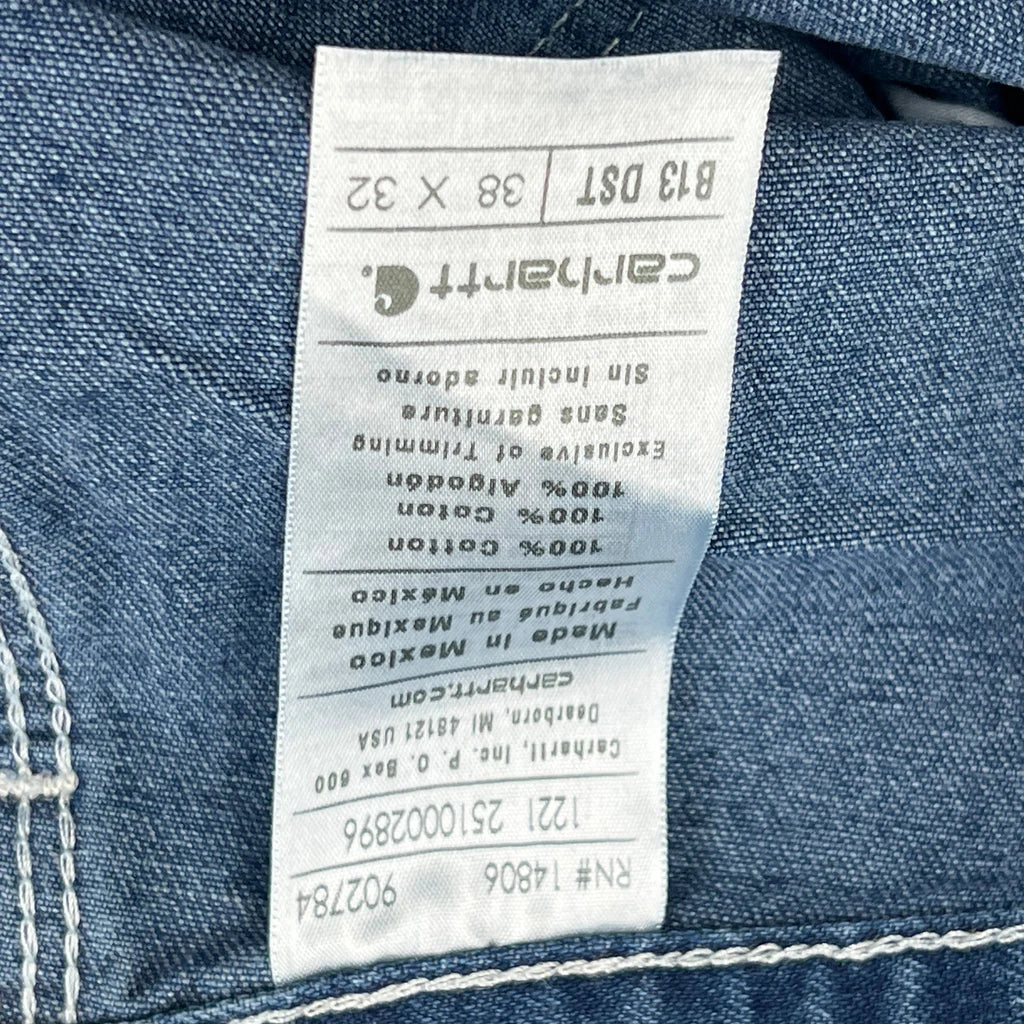 B13 DST 38 X 32
carhartt
Sin incluir adorno
Sans garniture
Exclusive of Trimming
100% Algodón
100% Coton
100% Cotton
Hecho en México
Fabriqué au Mexique
Made in Mexico
carhartt.com
Dearborn, MI 48121 USA
Carhartt, Inc. P. O. Box 600
1221 2510002896
RN# 14806 902784